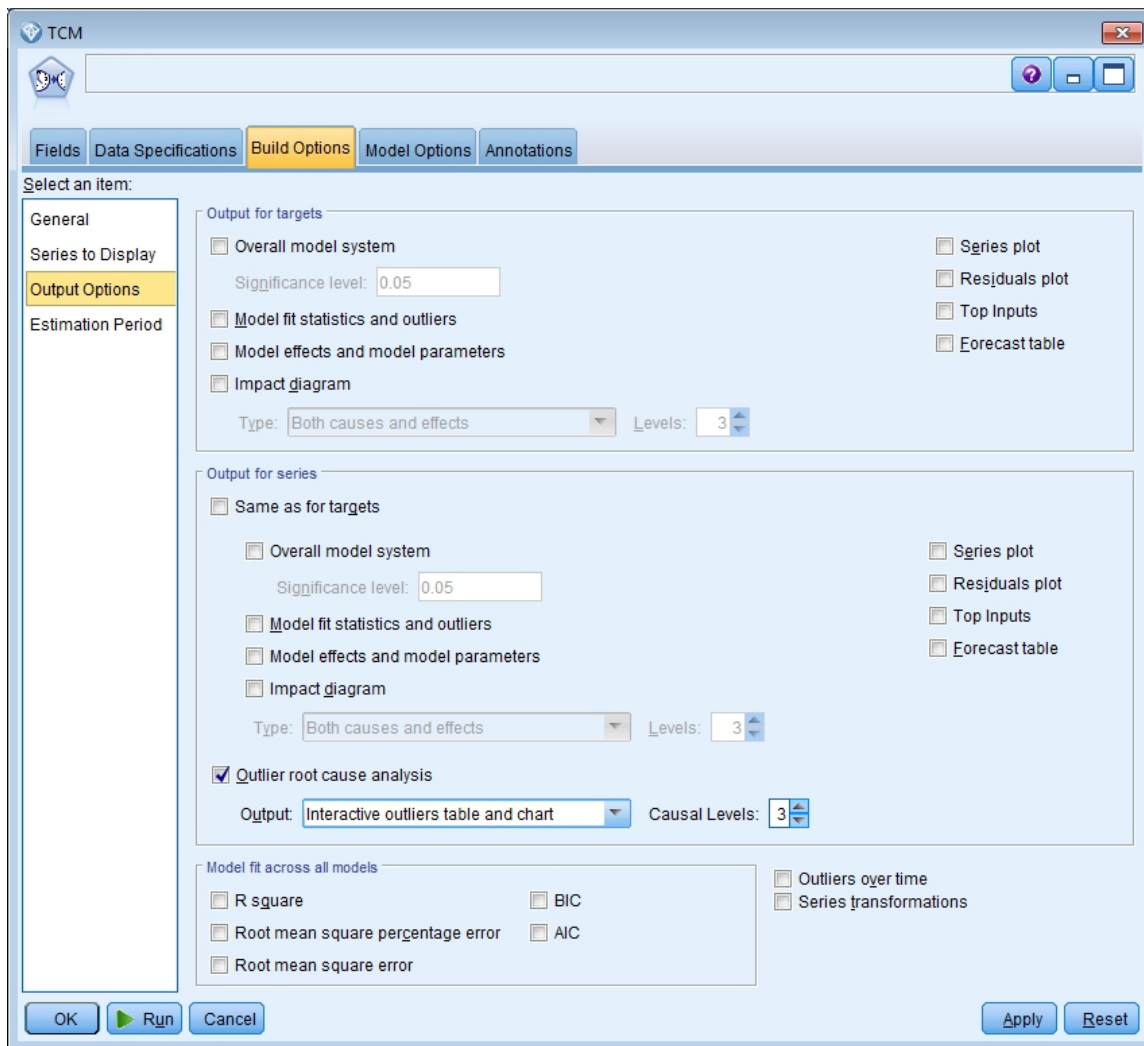 TCM
Fields Data Specifications Build Options Model Options Annotations
Select an item:
General
Series to Display
Output Options
Estimation Period
Output for targets
Overall model system
Significance level: 0.05
Model fit statistics and outliers
Model effects and model parameters
Impact diagram
Type: Both causes and effects Levels: 3
Series plot
Residuals plot
Top Inputs
Forecast table
Output for series
Same as for targets
Overall model system
Significance level: 0.05
Model fit statistics and outliers
Model effects and model parameters
Impact diagram
Type: Both causes and effects Levels: 3
Series plot
Residuals plot
Top Inputs
Forecast table
Outlier root cause analysis
Output: Interactive outliers table and chart Causal Levels: 3
Model fit across all models
R square BIC
Root mean square percentage error AIC
Root mean square error
Outliers over time
Series transformations
OK Run Cancel Apply Reset